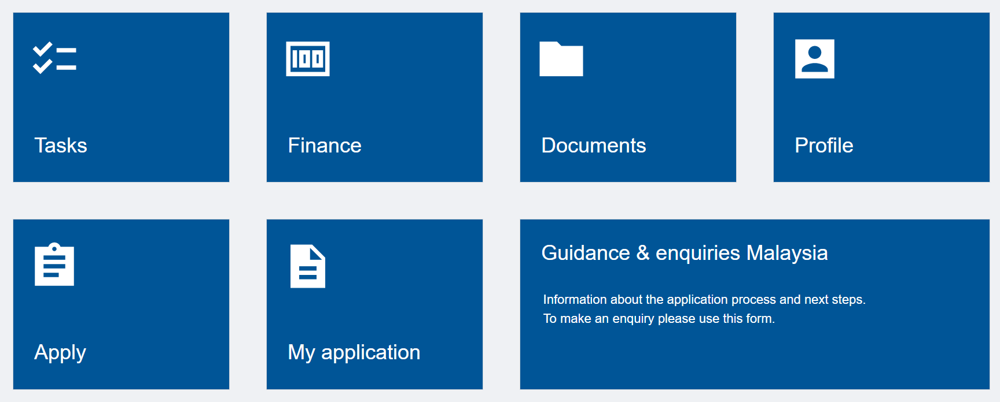 Tasks
Finance
Documents
Profile
Apply
My application
Guidance & enquiries Malaysia
Information about the application process and next steps.
To make an enquiry please use this form.